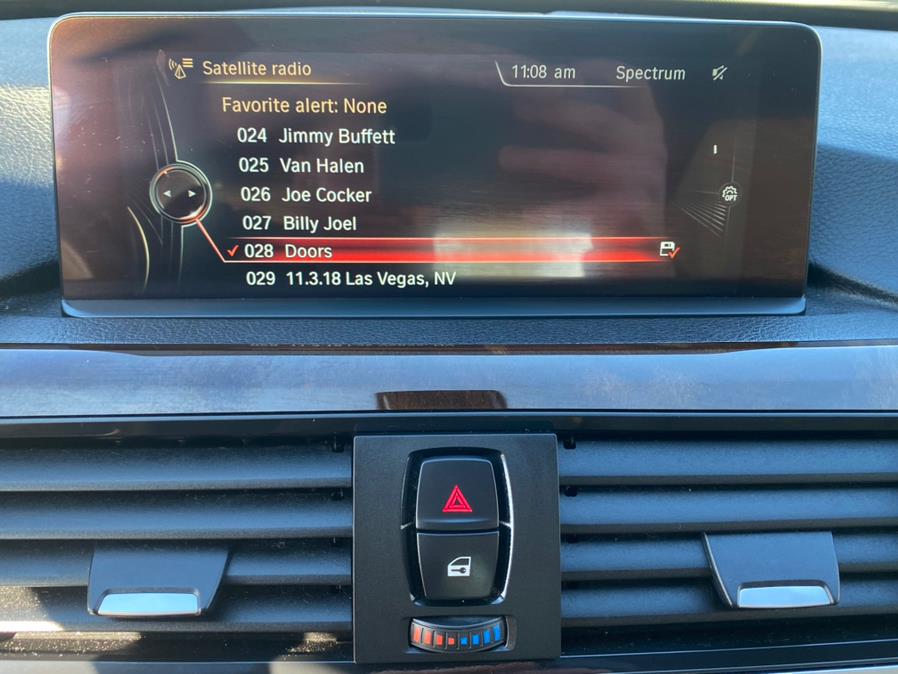 Satellite radio
11:08 am
Spectrum
Favorite alert: None
024 Jimmy Buffett
025 Van Halen
026 Joe Cocker
027 Billy Joel
028 Doors
029 11.3.18 Las Vegas, NV
OPT